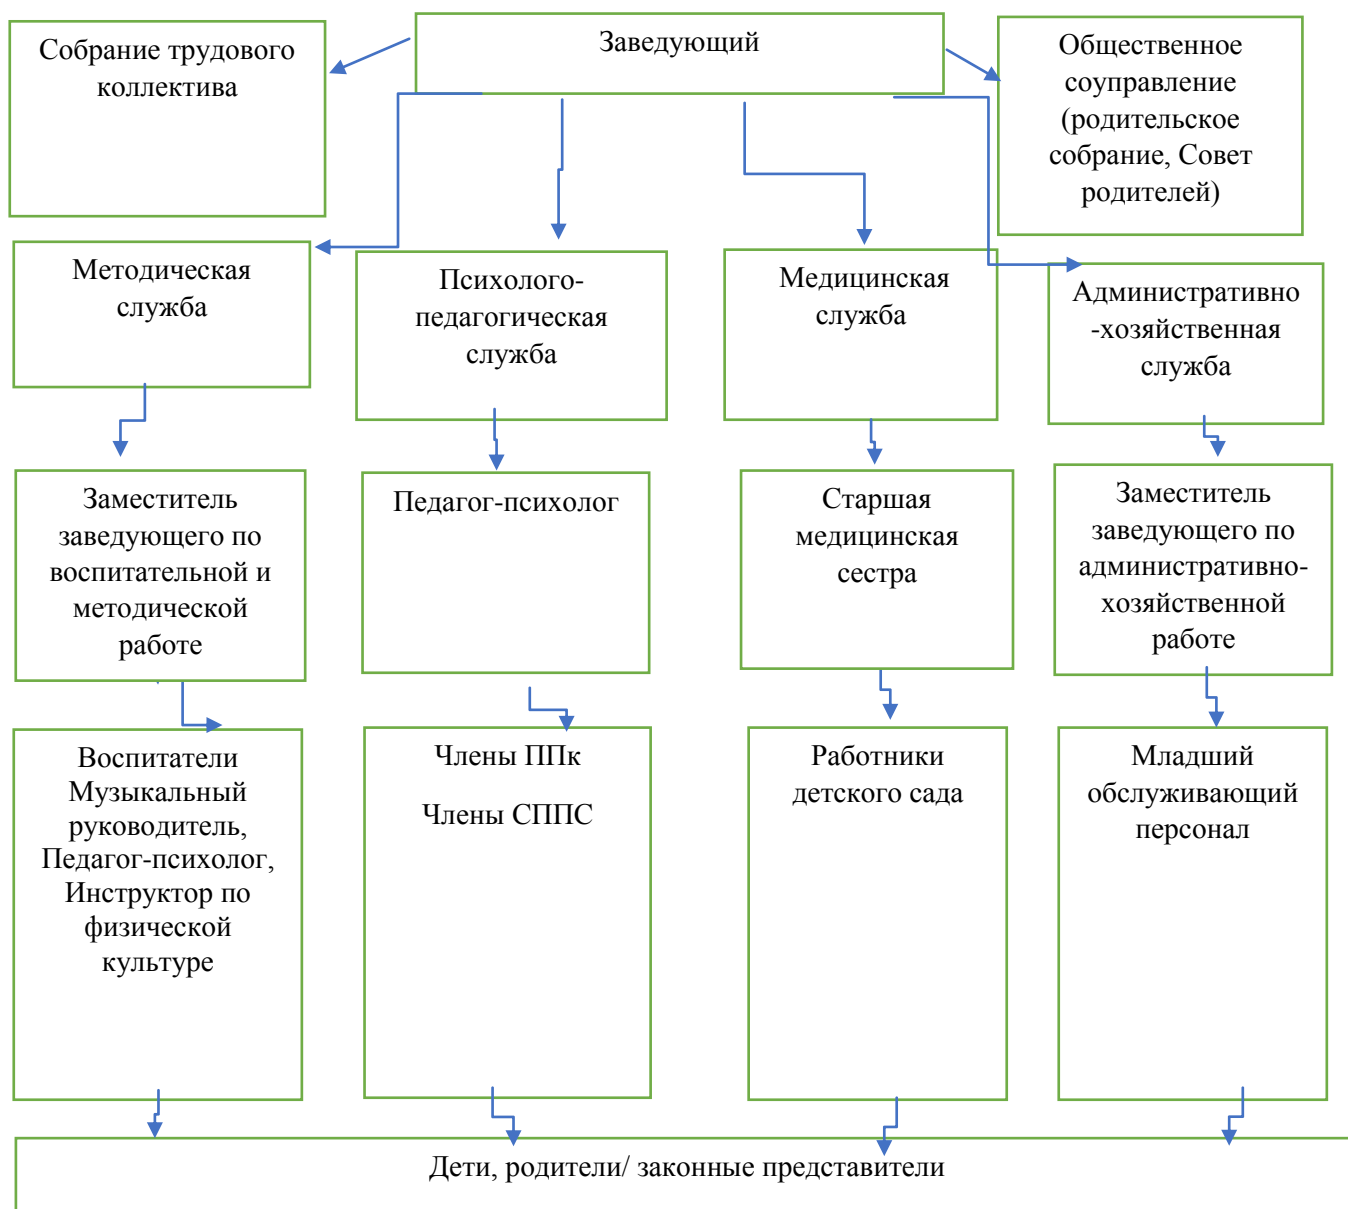 Собрание трудового
коллектива
Заведующий
Общественное
соуправление
(родительское
собрание, Совет
родителей)
Методическая
служба
Психолого-
педагогическая
служба
Медицинская
служба
Административно
-хозяйственная
служба
Заместитель
заведующего по
воспитательной и
методической
работе
Педагог-психолог
Старшая
медицинская
сестра
Заместитель
заведующего по
административно-
хозяйственной
работе
Воспитатели
Музыкальный
руководитель,
Педагог-психолог,
Инструктор по
физической
культуре
Члены ППк
Члены СППС
Работники
детского сада
Младший
обслуживающий
персонал
Дети, родители/ законные представители